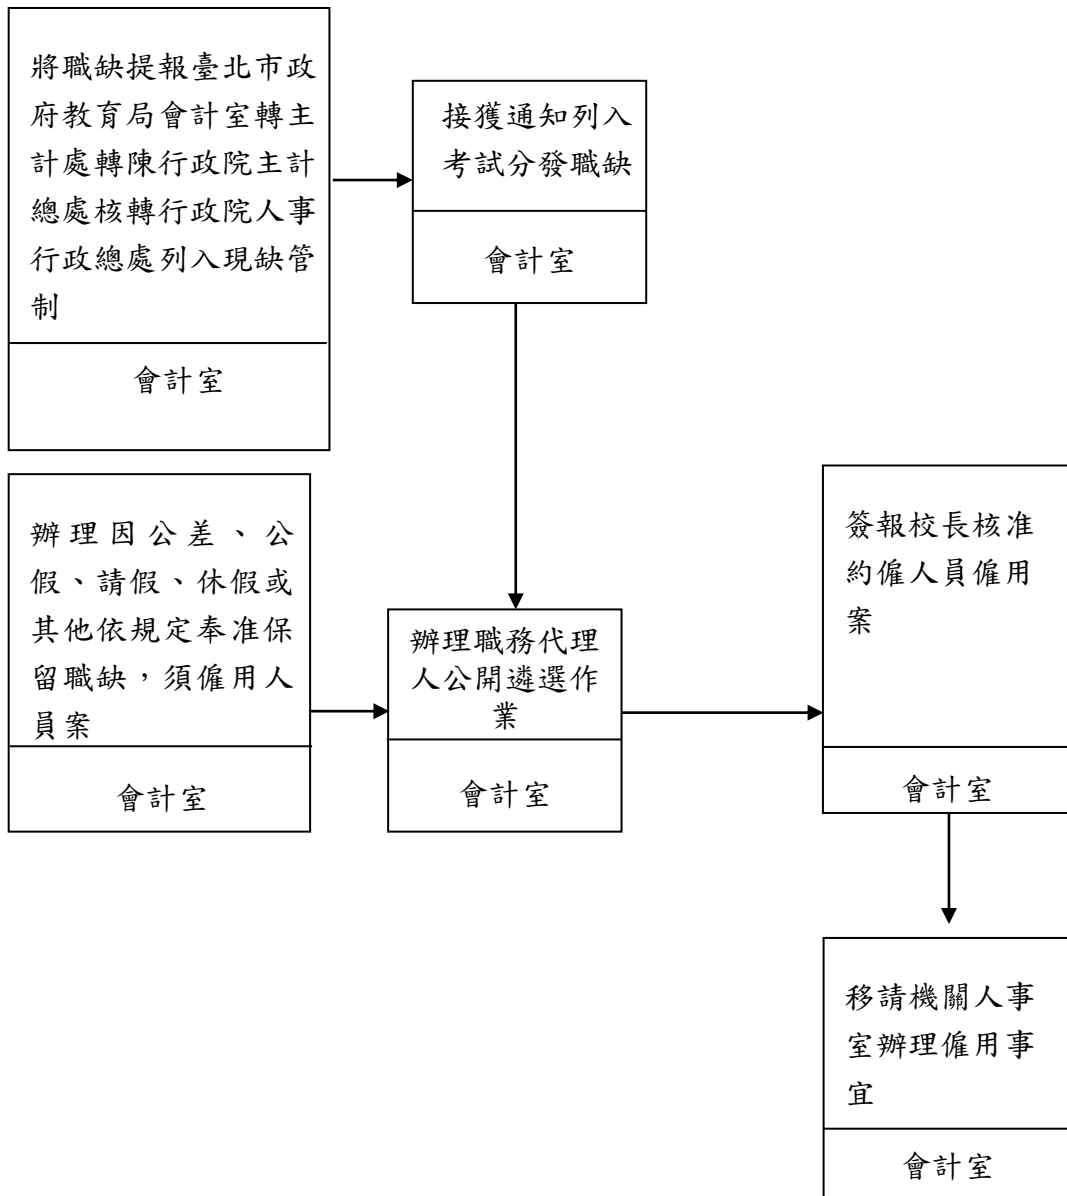 將職缺提報臺北市政
府教育局會計室轉主
計處轉陳行政院主計
總處核轉行政院人事
行政總處列入現缺管
制
會計室
接獲通知列入
考試分發職缺
會計室
辦理因公差、公
假、請假、休假或
其他依規定奉准保
留職缺，須僱用人
員案
會計室
辦理職務代理
人公開遴選作
業
會計室
簽報校長核准
約僱人員僱用
案
會計室
移請機關人事
室辦理僱用事
宜
會計室